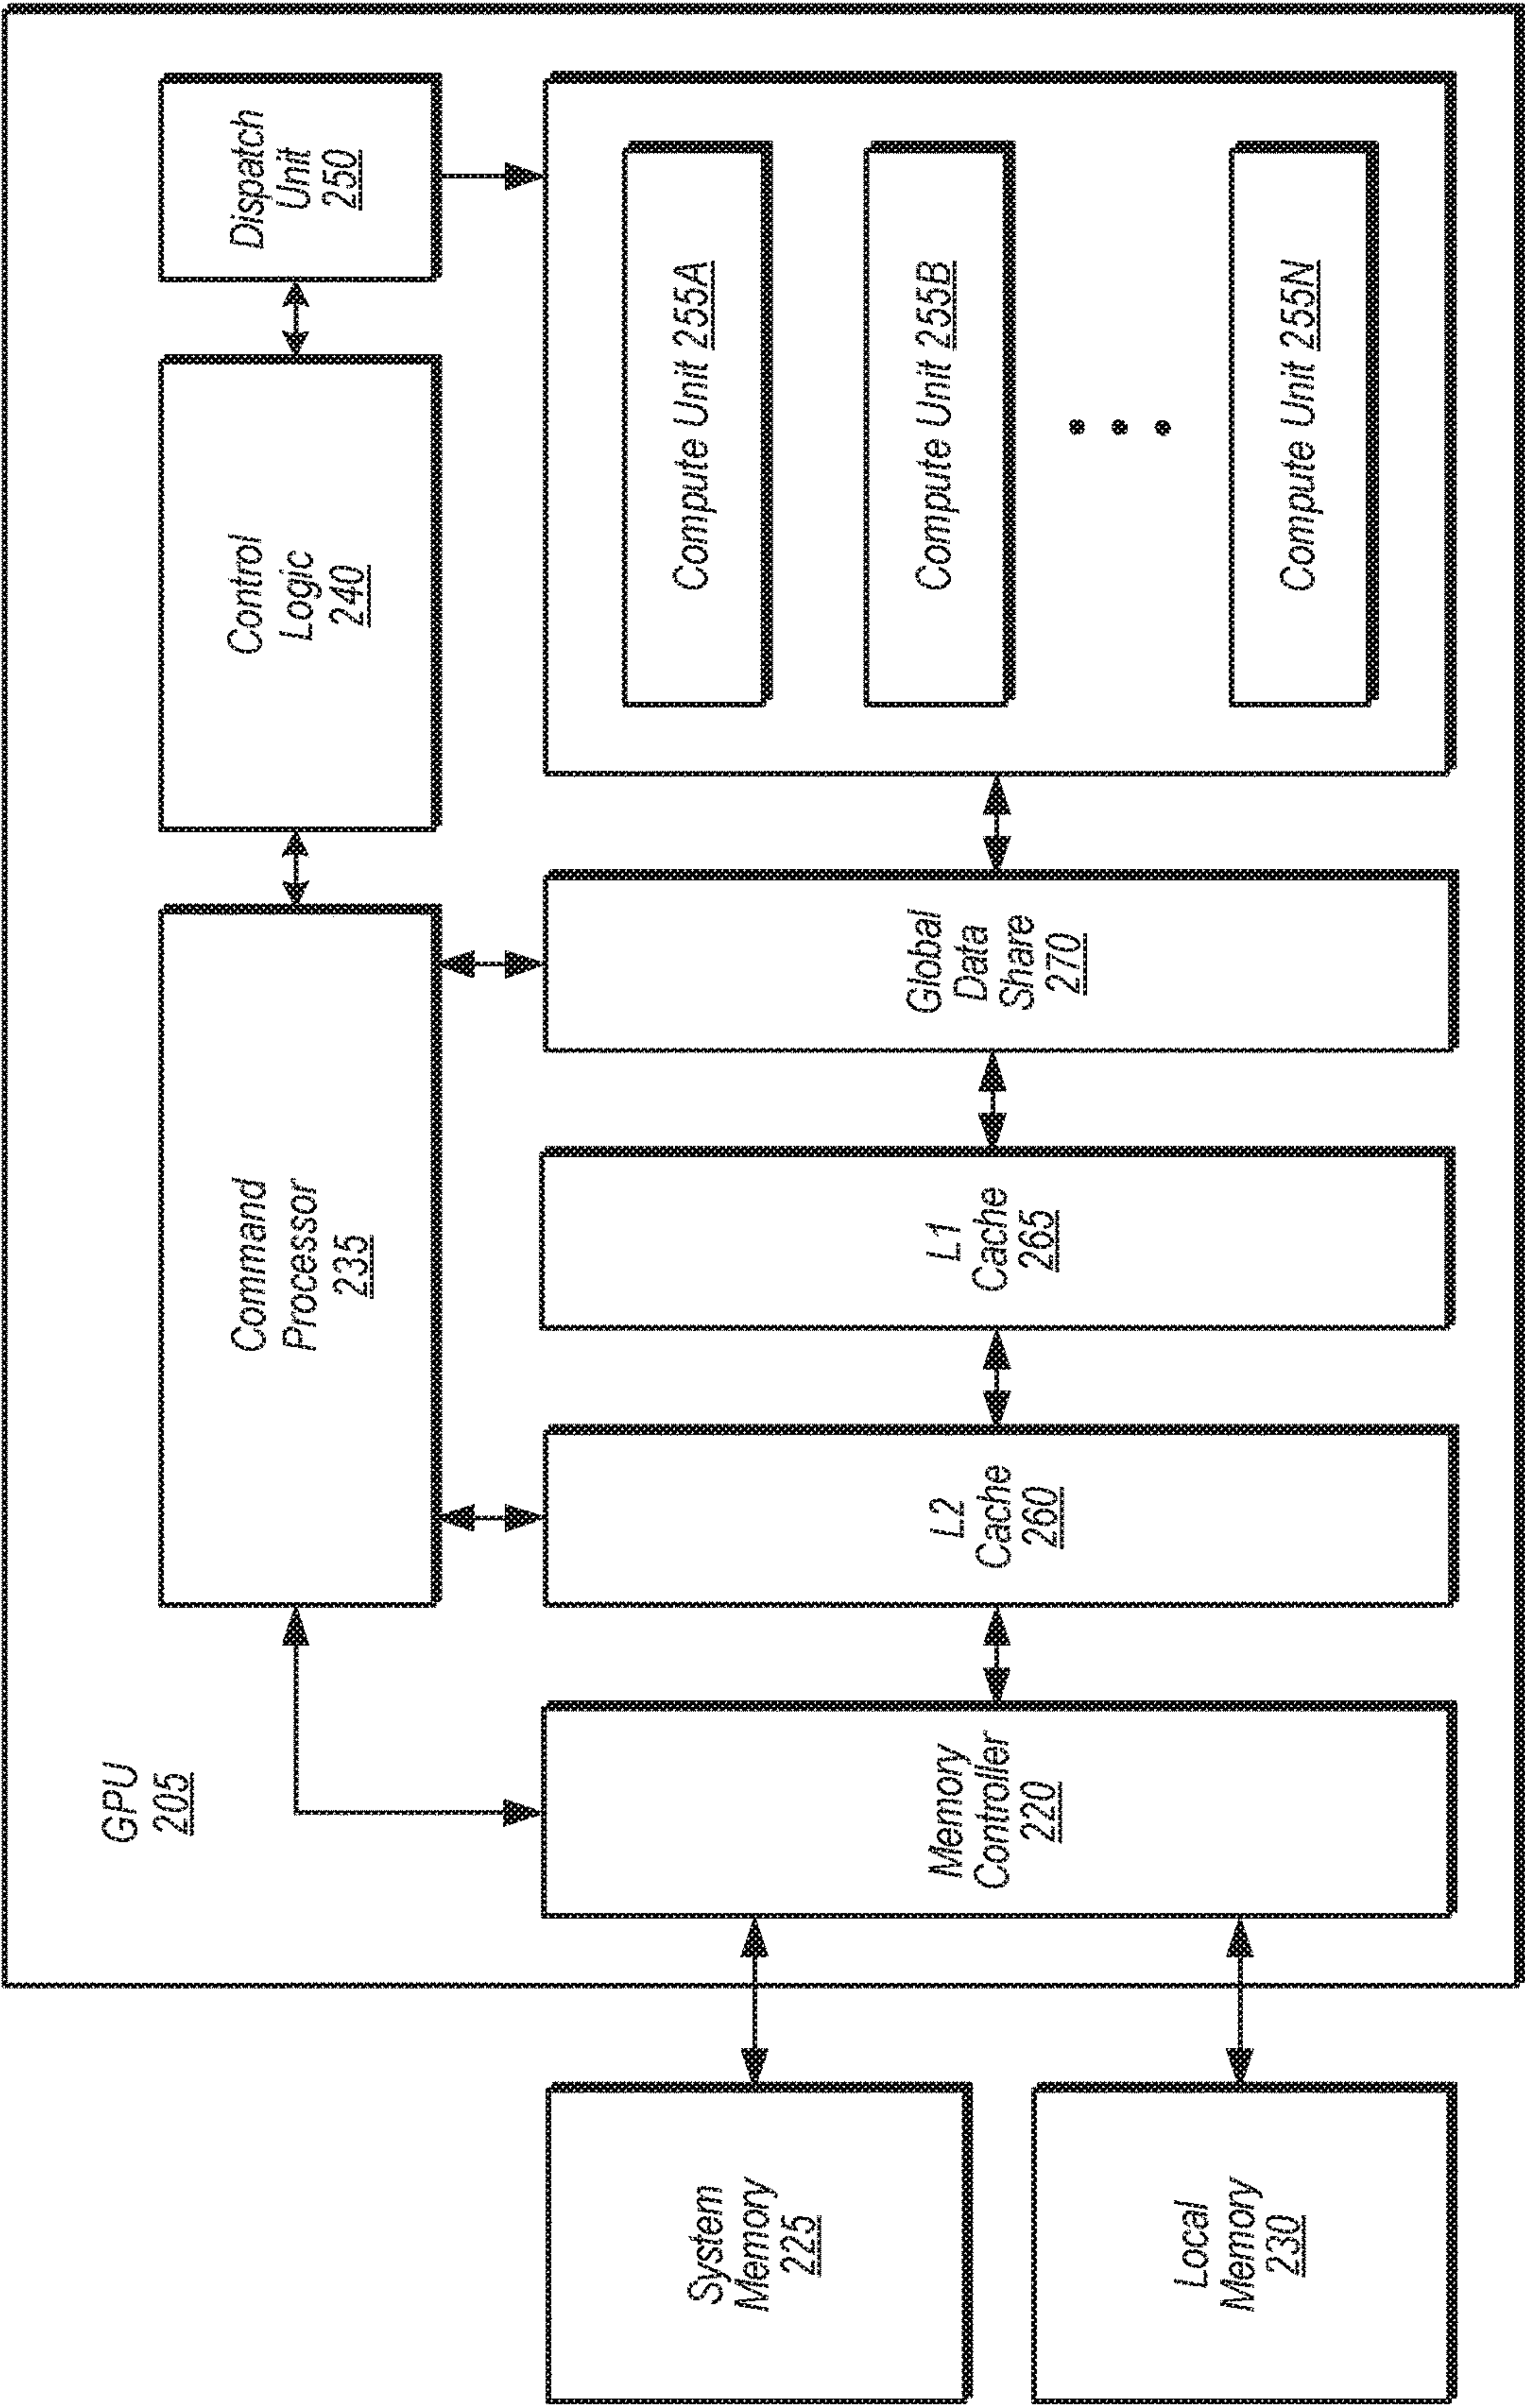 GPU
205
Command
Processor
235
Control
Logic
240
Dispatch
Unit
250
System
Memory
225
Local
Memory
230
Memory
Controller
220
L2
Cache
260
L1
Cache
265
Global
Data
Share
270
Compute Unit 255A
Compute Unit 255B
Compute Unit 255N